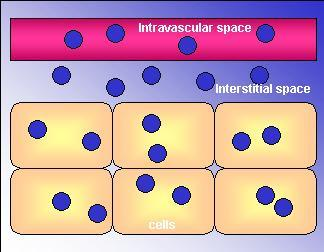 Intravascular space
Interstitial space
cells